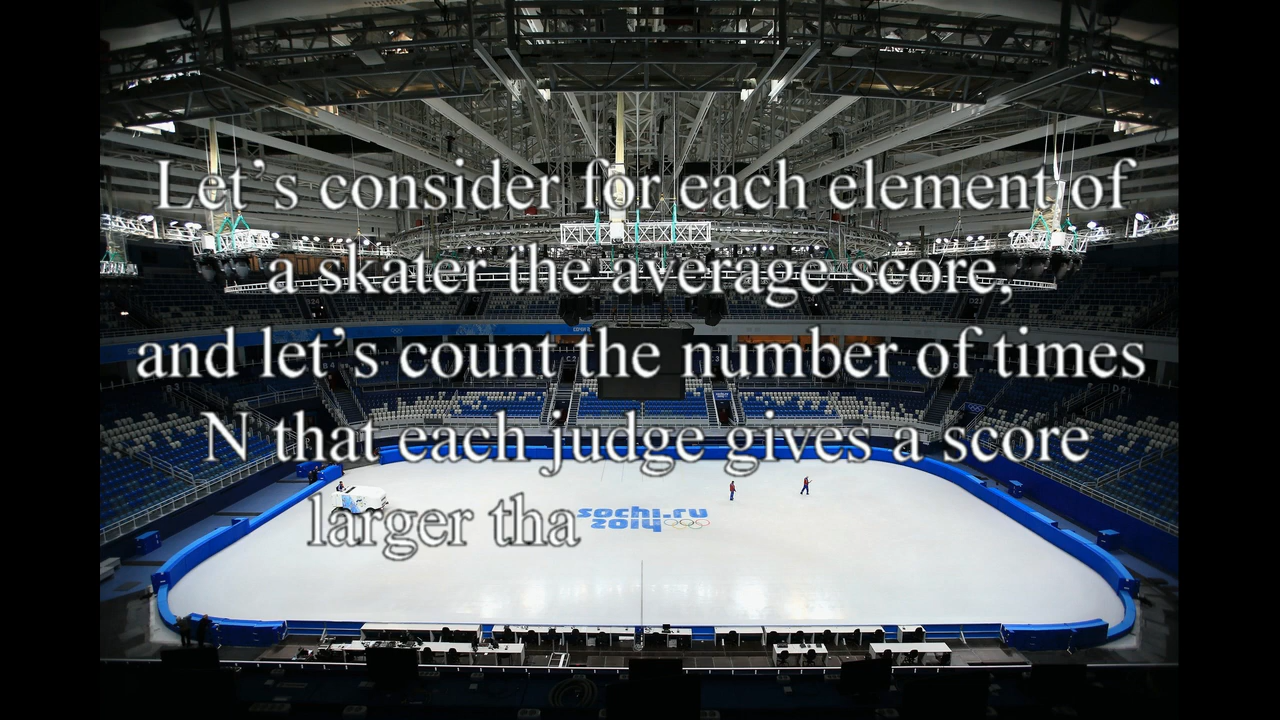 Let’s consider for each element of
a skater the average score,
and let’s count the number of times
N that each judge gives a score
larger tha
sochi.ru
2014